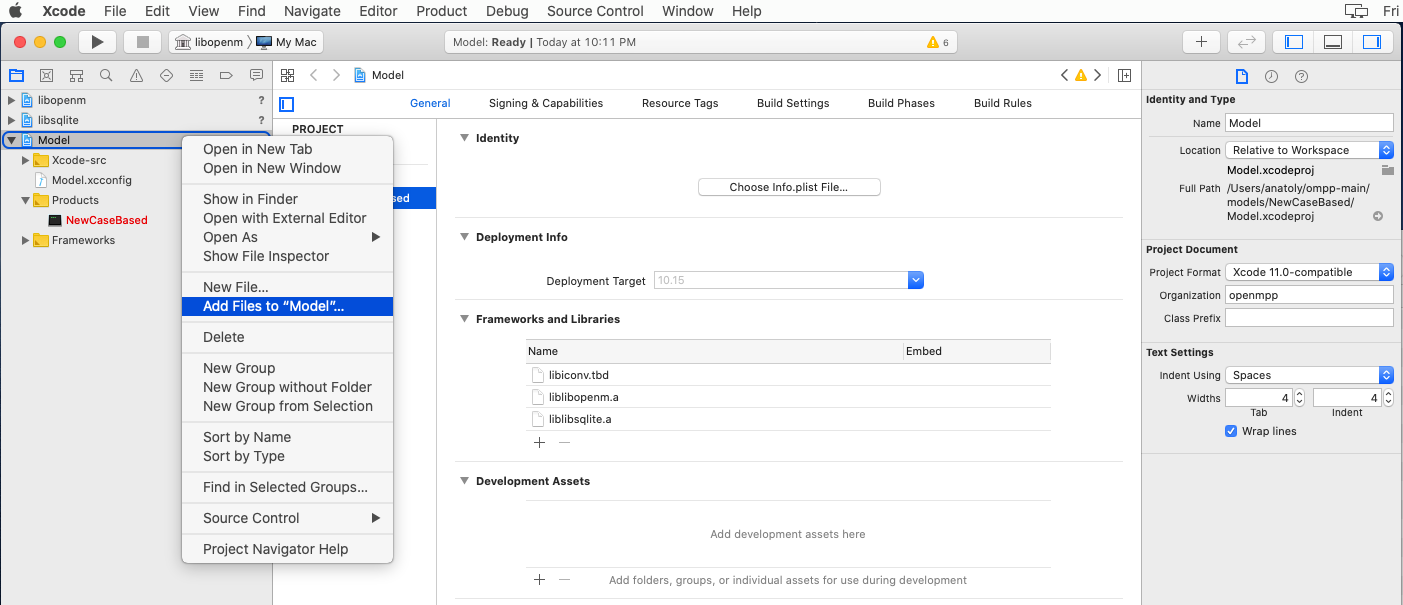 Xcode File Edit View Find Navigate Editor Product Debug Source Control Window Help Fri
libopenm My Mac
Model: Ready | Today at 10:11 PM
6
Model
libopenm ?
libsqlite ?
Model
Xcode-src
Model.xcconfig
Products
NewCaseBased
Frameworks
Open in New Tab
Open in New Window
Show in Finder
Open with External Editor
Open As
Show File Inspector
New File...
Add Files to “Model”...
Delete
New Group
New Group without Folder
New Group from Selection
Sort by Name
Sort by Type
Find in Selected Groups...
Source Control
Project Navigator Help
General Signing & Capabilities Resource Tags Build Settings Build Phases Build Rules
PROJECT
sed
Identity
Choose Info.plist File...
Deployment Info
Deployment Target 10.15
Frameworks and Libraries
Name Embed
libiconv.tbd
liblibopenm.a
liblibsqlite.a
Development Assets
Add development assets here
Add folders, groups, or individual assets for use during development
Identity and Type
Name Model
Location Relative to Workspace
Model.xcodeproj
Full Path /Users/anatoly/ompp-main/
models/NewCaseBased/
Model.xcodeproj
Project Document
Project Format Xcode 11.0-compatible
Organization openmpp
Class Prefix
Text Settings
Indent Using Spaces
Widths 4 4
Tab Indent
Wrap lines